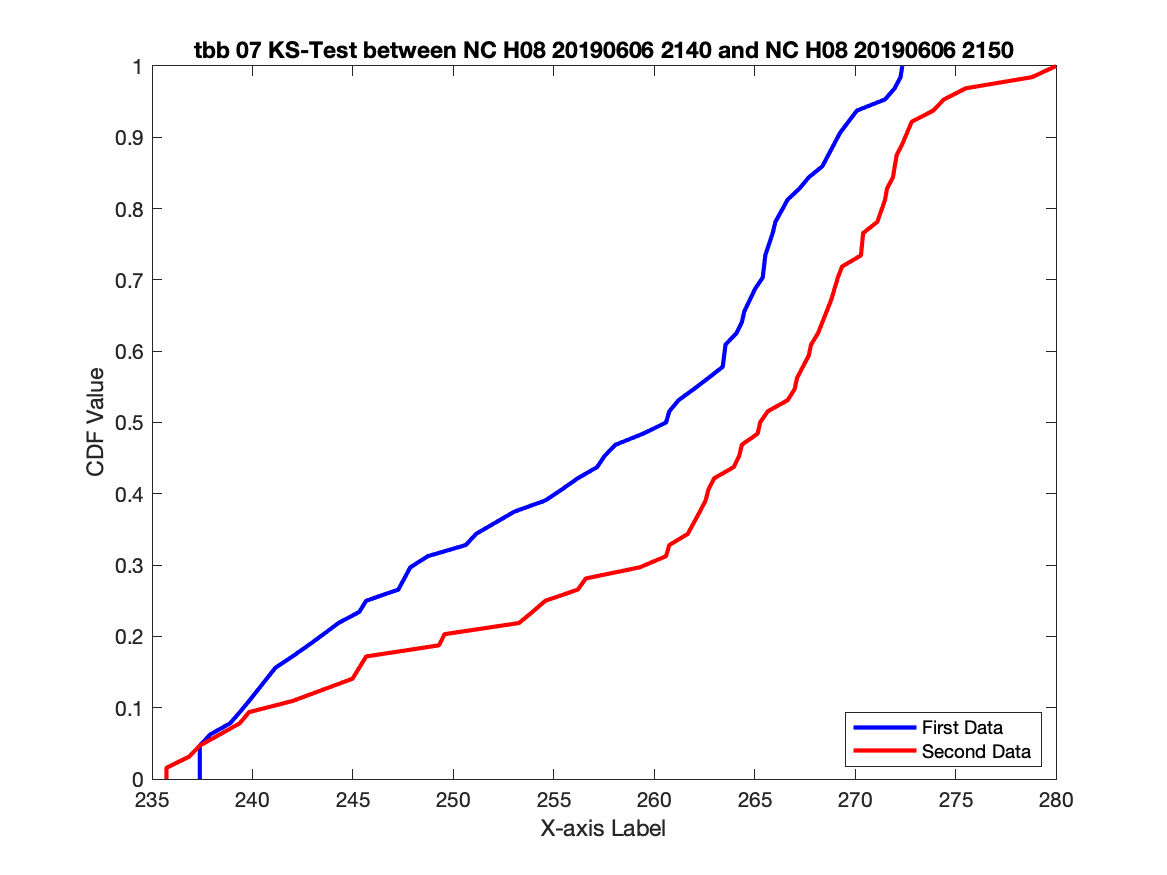 tbb 07 KS-Test between NC H08 20190606 2140 and NC H08 20190606 2150
1
0.9
0.8
0.7
0.6
0.5
0.4
0.3
0.2
0.1
0
CDF Value
235 240 245 250 255 260 265 270 275 280
X-axis Label
First Data
Second Data